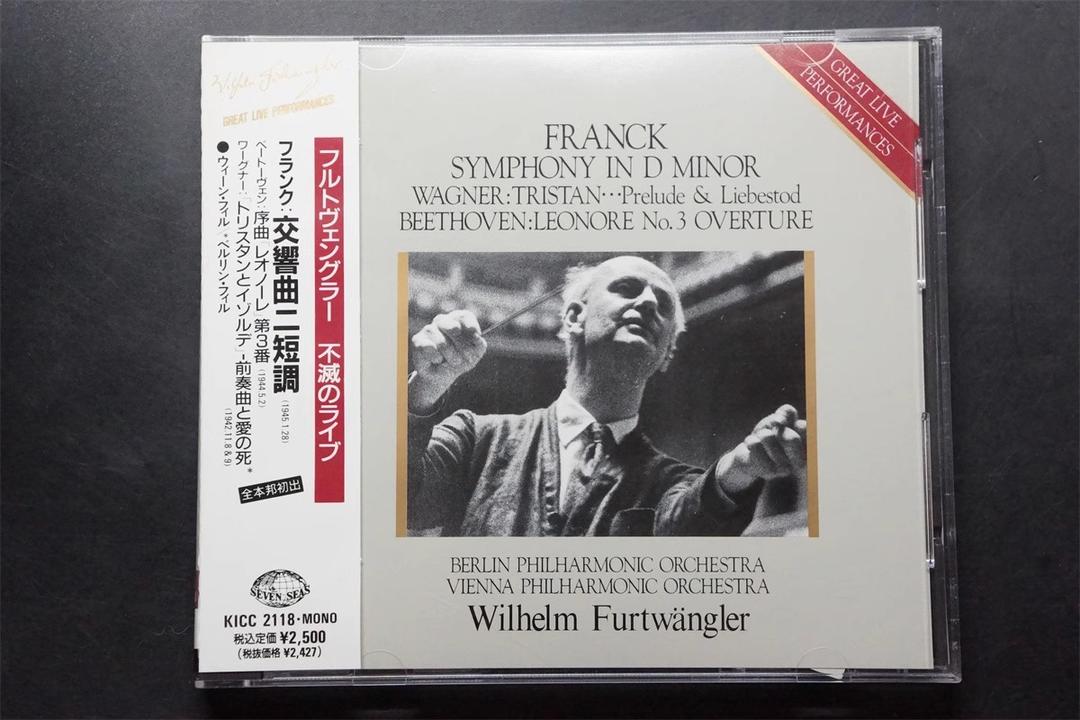 Wilhelm Furtwängler
GREAT LIVE PERFORMANCES
フルトヴェングラー 不滅のライブ
フランク:交響曲ニ短調
(1945.1.28)
ベートーヴェン:序曲「レオノーレ」第3番
(1944.5.2)
ワーグナー:「トリスタンとイゾルデ」-前奏曲と愛の死*
(1942.11.8&9)
●ウィーン・フィル *ベルリン・フィル
全本邦初出
SEVEN SEAS
KICC 2118・MONO
税込定価 ¥2,500
(税抜価格 ¥2,427)
GREAT LIVE
PERFORMANCES
FRANCK
SYMPHONY IN D MINOR
WAGNER:TRISTAN…Prelude & Liebestod
BEETHOVEN:LEONORE No.3 OVERTURE
BERLIN PHILHARMONIC ORCHESTRA
VIENNA PHILHARMONIC ORCHESTRA
Wilhelm Furtwängler